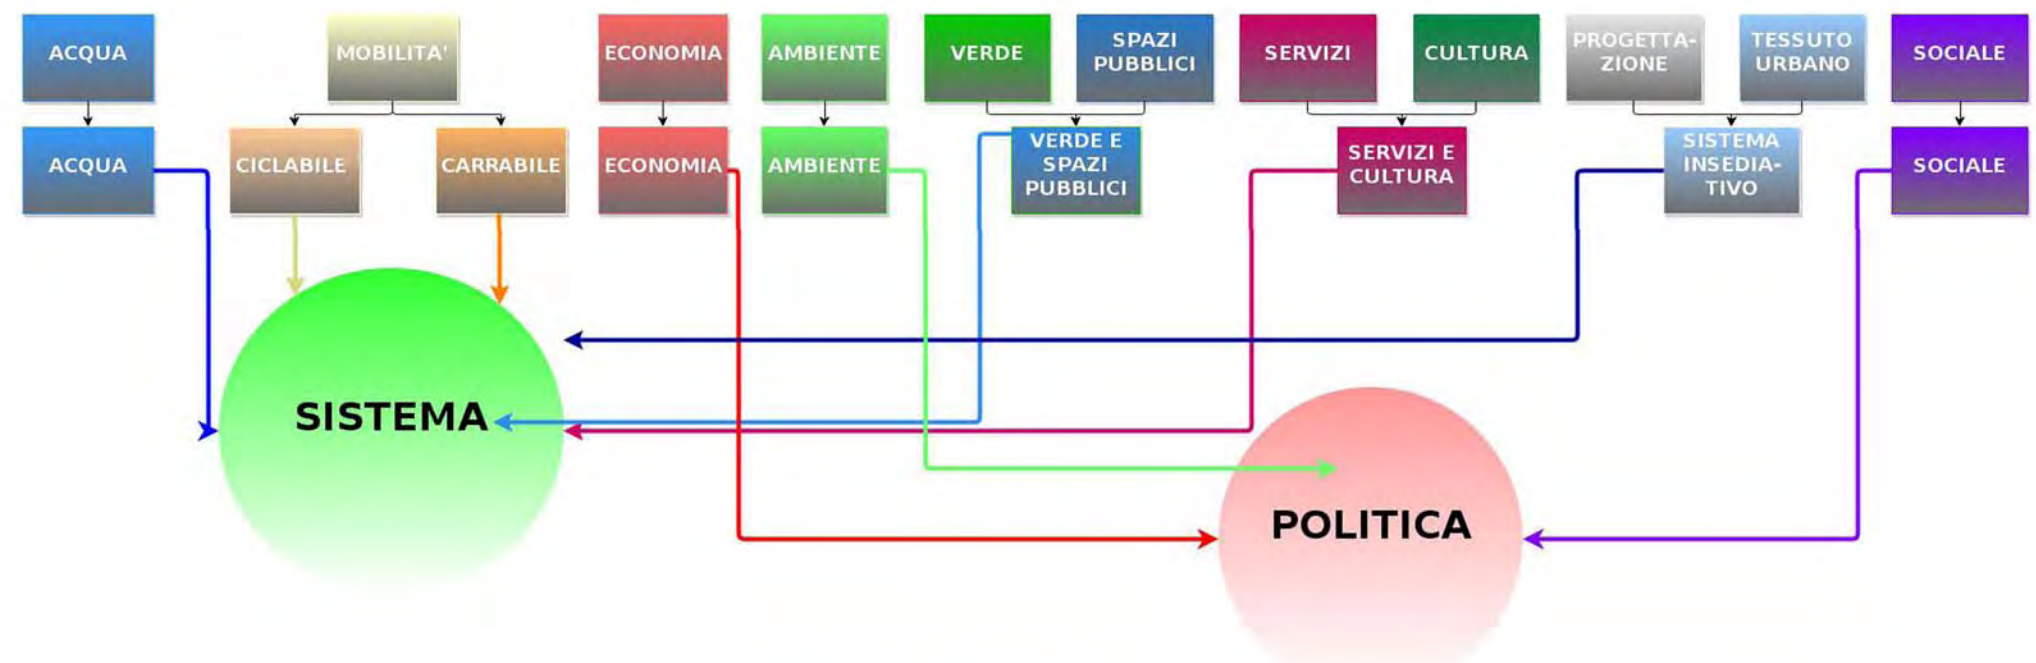 ACQUA
MOBILITA'
ECONOMIA
AMBIENTE
VERDE
SPAZI
PUBBLICI
SERVIZI
CULTURA
PROGETTA-
ZIONE
TESSUTO
URBANO
SOCIALE
ACQUA
CICLABILE
CARRABILE
ECONOMIA
AMBIENTE
VERDE E
SPAZI
PUBBLICI
SERVIZI E
CULTURA
SISTEMA
INSEDIA-
TIVO
SOCIALE
SISTEMA
POLITICA